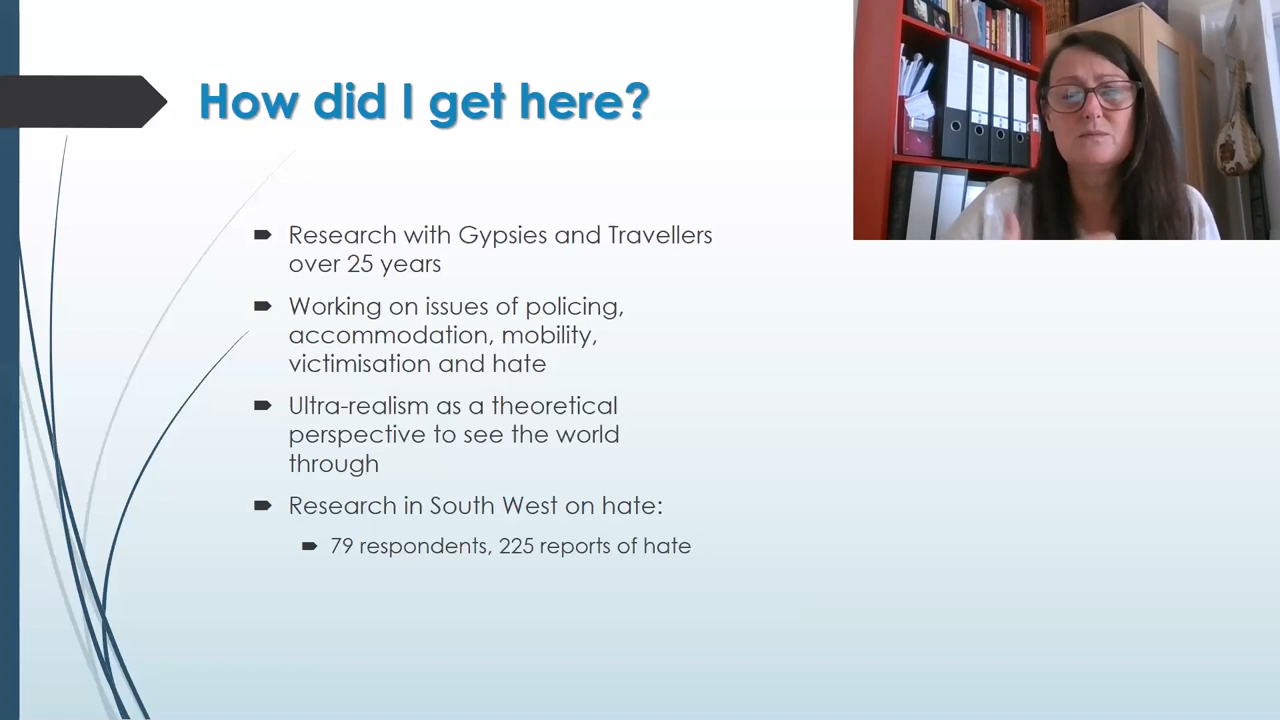 How did I get here?
Research with Gypsies and Travellers
over 25 years
Working on issues of policing,
accommodation, mobility,
victimisation and hate
Ultra-realism as a theoretical
perspective to see the world
through
Research in South West on hate:
79 respondents, 225 reports of hate